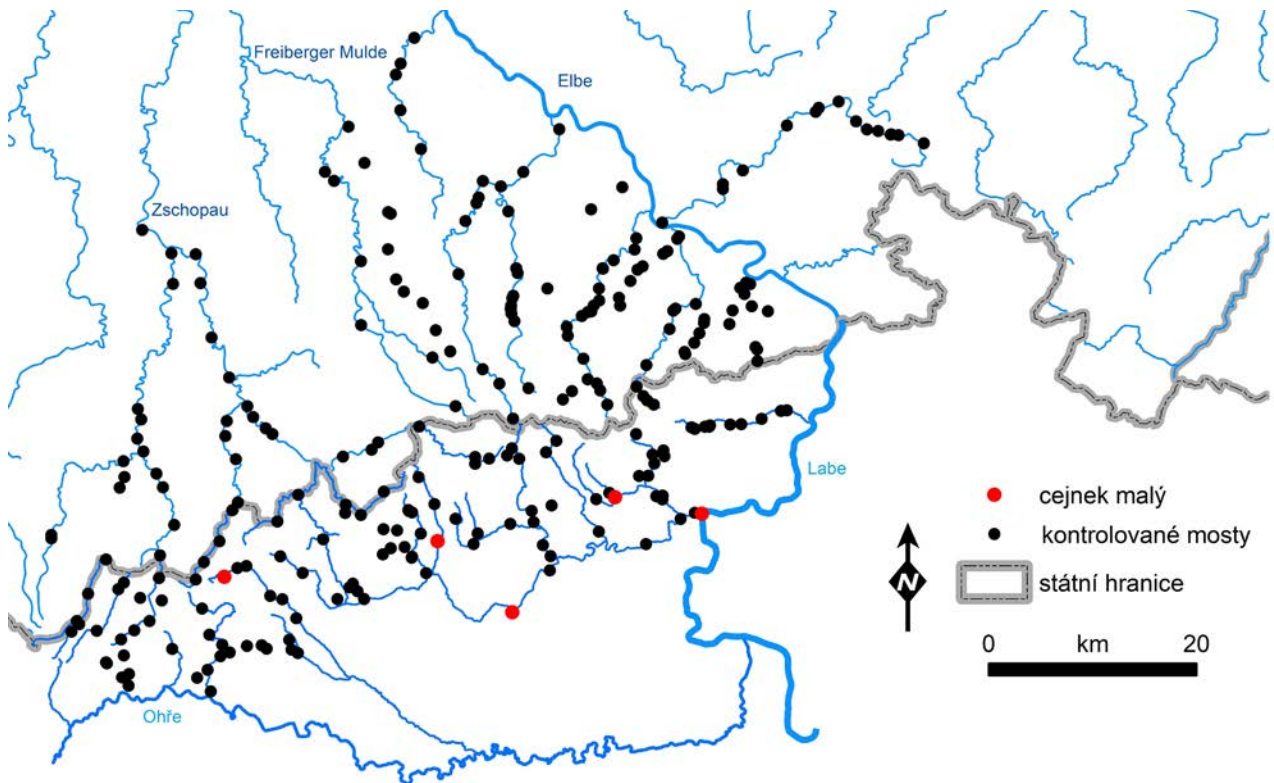 Freiberger Mulde
Elbe
Zschopau
Labe
cejnek malý
kontrolované mosty
N
státní hranice
km
0 20
Ohře